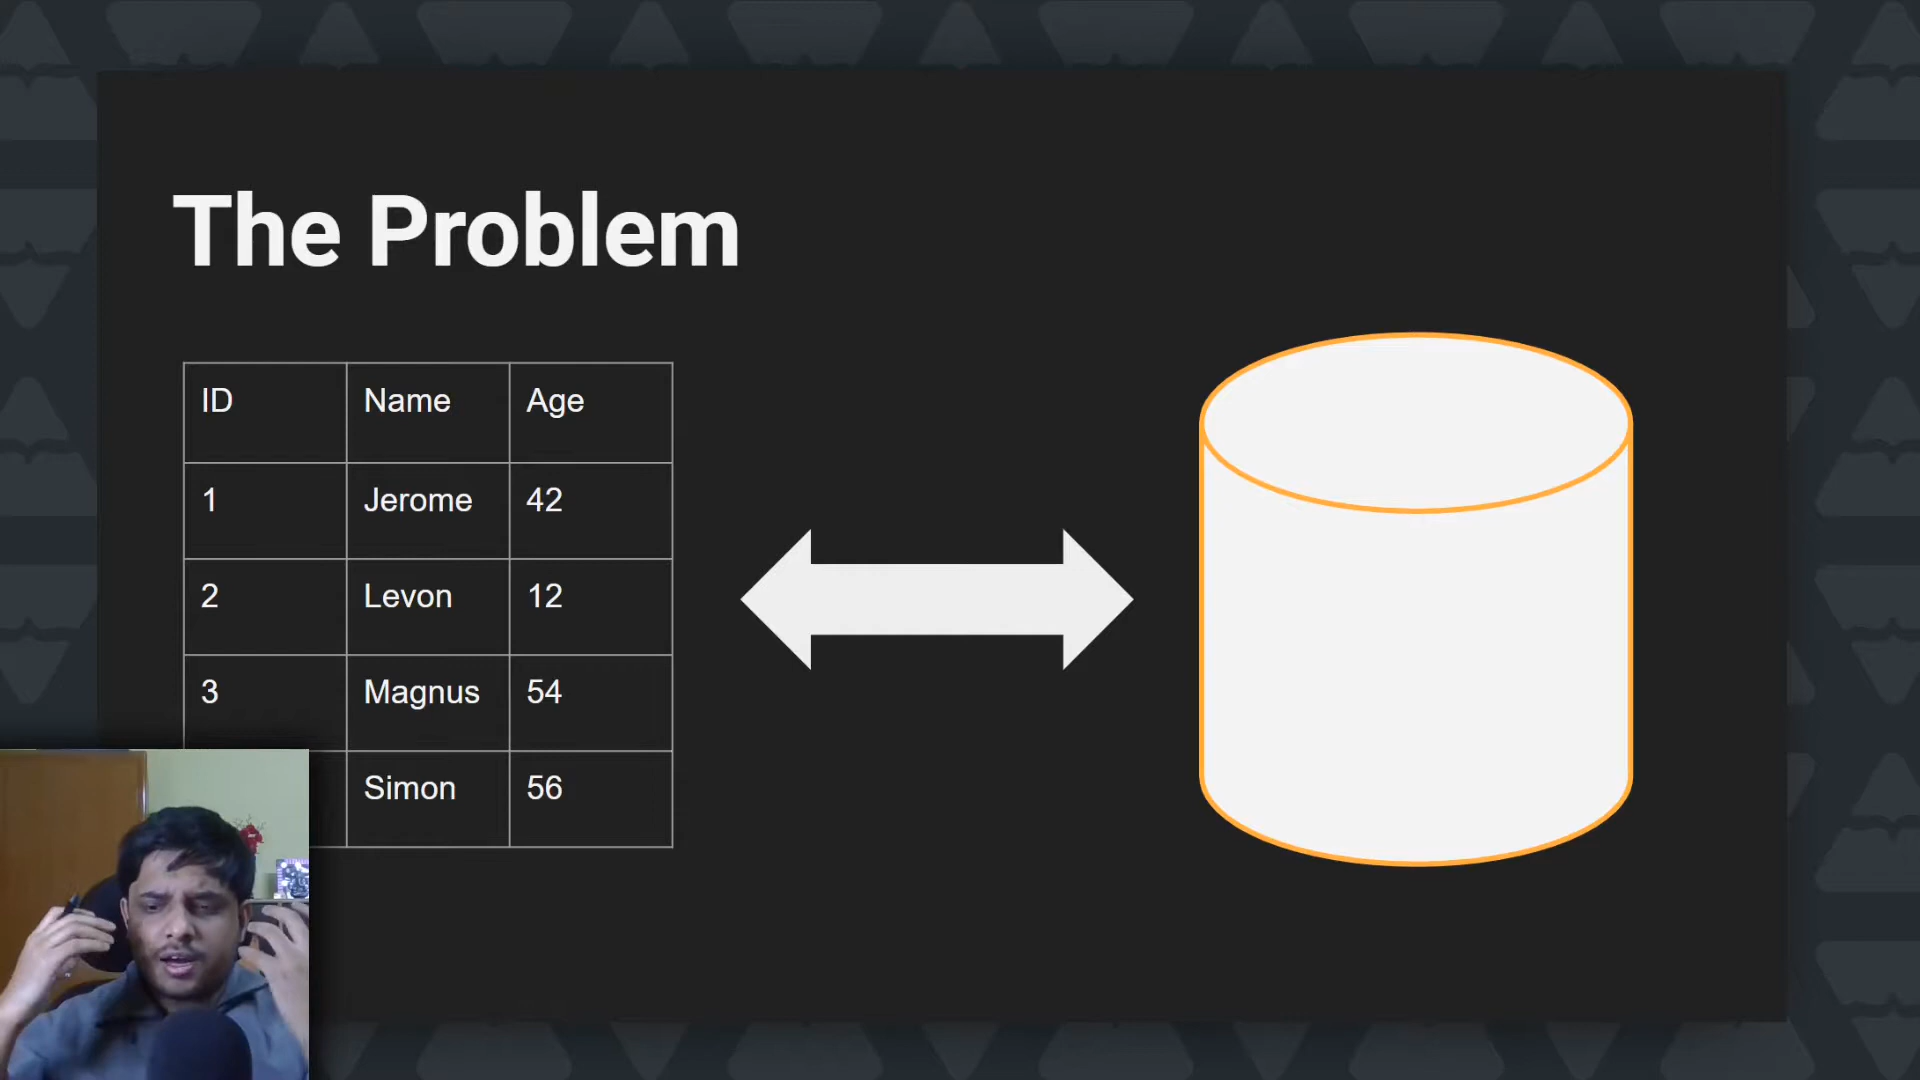 The Problem
ID Name Age
1 Jerome 42
2 Levon 12
3 Magnus 54
Simon 56